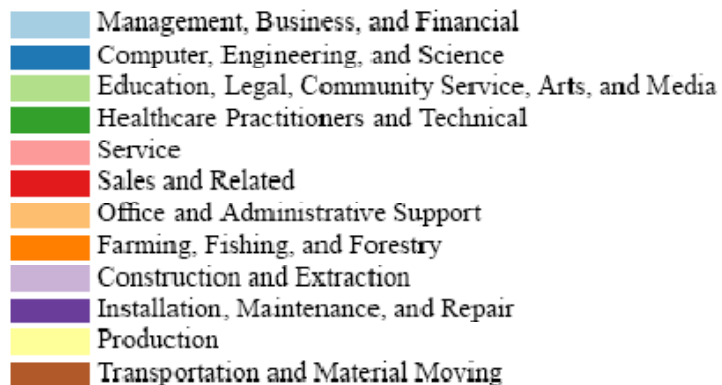 Management, Business, and Financial
Computer, Engineering, and Science
Education, Legal, Community Service, Arts, and Media
Healthcare Practitioners and Technical
Service
Sales and Related
Office and Administrative Support
Farming, Fishing, and Forestry
Construction and Extraction
Installation, Maintenance, and Repair
Production
Transportation and Material Moving